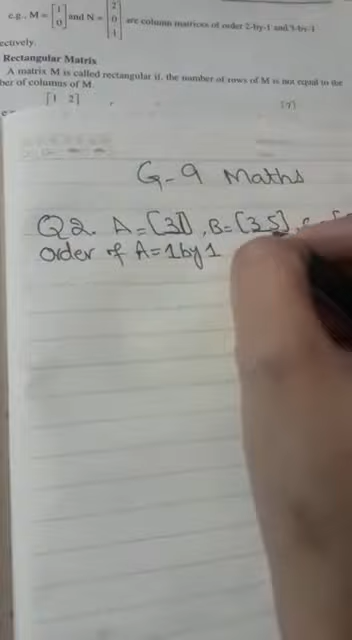 e.g., M = [1 0] and N = [2 0 1] are column matrices of order 2-by-1 and 3-by-1
ectively.
Rectangular Matrix
A matrix M is called rectangular if, the number of rows of M is not equal to the
ber of columns of M.
[1 2]
G-9 Maths
Q2. A=[3], B=[3 5]
order of A=1 by 1